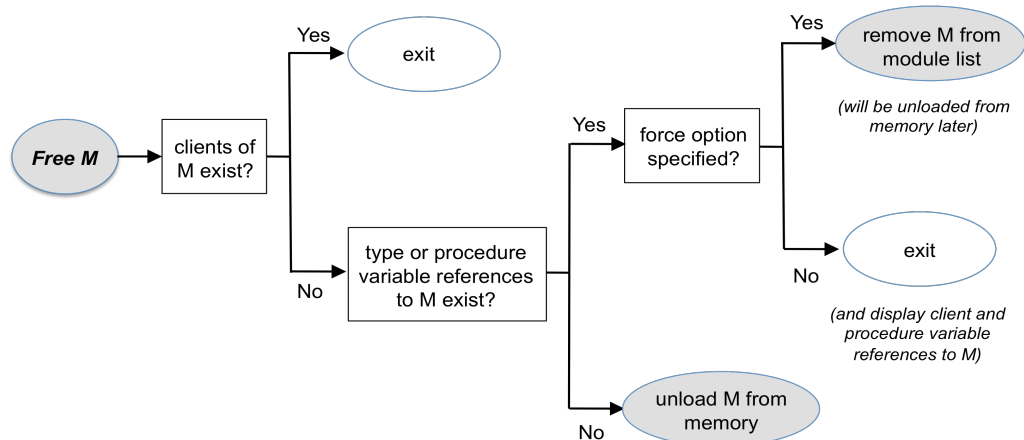 Free M
clients of
M exist?
Yes
exit
No
type or procedure
variable references
to M exist?
Yes
force option
specified?
Yes
remove M from
module list
(will be unloaded from
memory later)
No
exit
(and display client and
procedure variable
references to M)
No
unload M from
memory